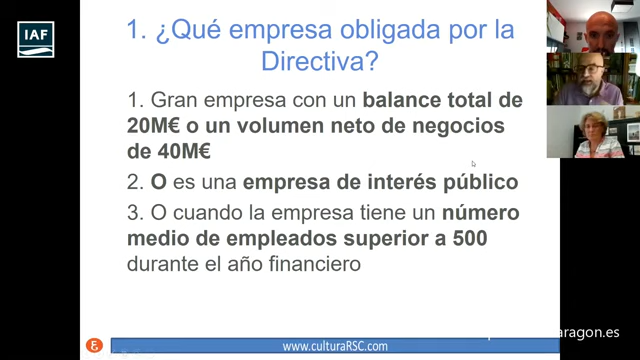 IAF
1. ¿Qué empresa obligada por la
Directiva?
1. Gran empresa con un balance total de
20M€ o un volumen neto de negocios
de 40M€
2. O es una empresa de interés público
3. O cuando la empresa tiene un número
medio de empleados superior a 500
durante el año financiero
www.culturaRSC.com
aragon.es